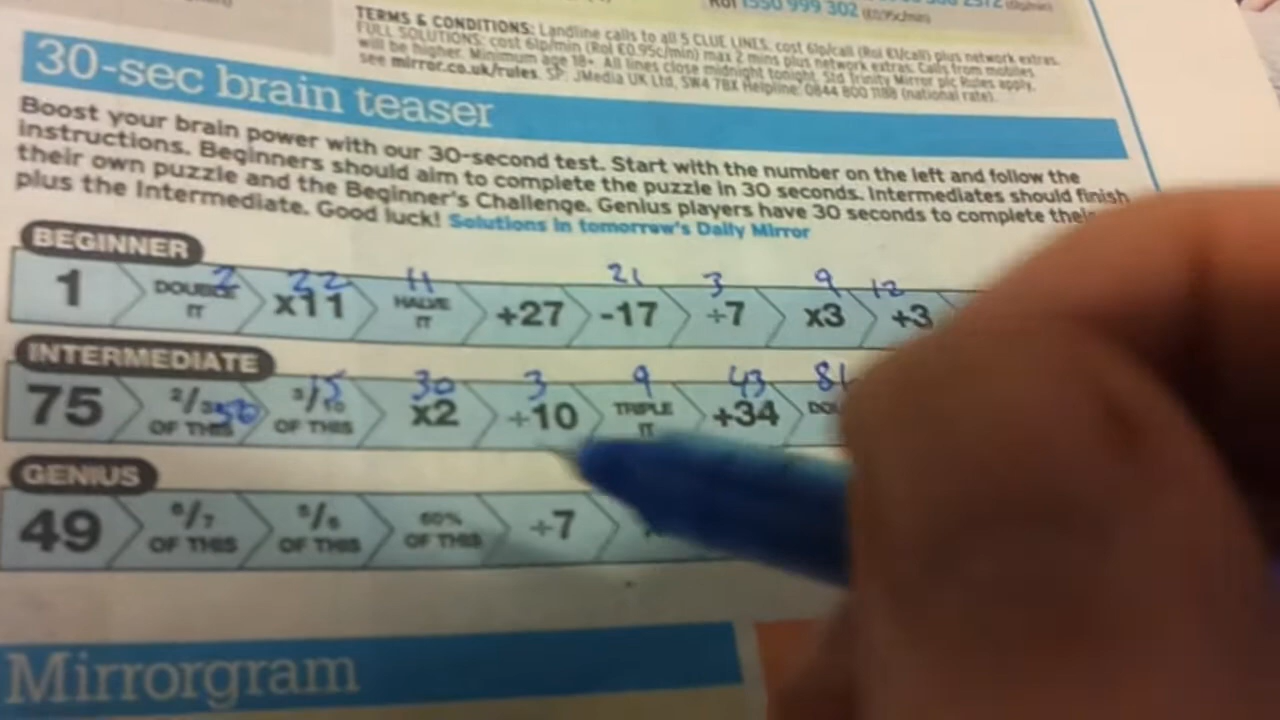 RoI 1550 999 302 (€0.95c/min)
TERMS & CONDITIONS: Landline calls to all 5 CLUE LINES: cost 61p/call (RoI €1/call) plus network extras.
FULL SOLUTIONS: cost 61p/min (RoI €0.95c/min) max 2 mins plus network extras. Calls from mobiles
will be higher. Minimum age 18+. All lines close midnight tonight. Std Trinity Mirror plc Rules apply,
see mirror.co.uk/rules. SP: JMedia UK Ltd, SW4 7BX Helpline: 0844 800 1188 (national rate).
30-sec brain teaser
Boost your brain power with our 30-second test. Start with the number on the left and follow the
instructions. Beginners should aim to complete the puzzle in 30 seconds. Intermediates should finish
their own puzzle and the Beginner's Challenge. Genius players have 30 seconds to complete
plus the Intermediate. Good luck! Solutions in tomorrow's Daily Mirror
BEGINNER
2 22 11 21 3 9 12
1 DOUBLE IT x11 HALVE IT +27 -17 ÷7 x3 +3
INTERMEDIATE
50 15 30 3 9 43
75 OF THIS 3/10 OF THIS x2 ÷10 TRIPLE IT +34
GENIUS
49 6/7 OF THIS 5/6 OF THIS 60% OF THIS ÷7
Mirrorgram